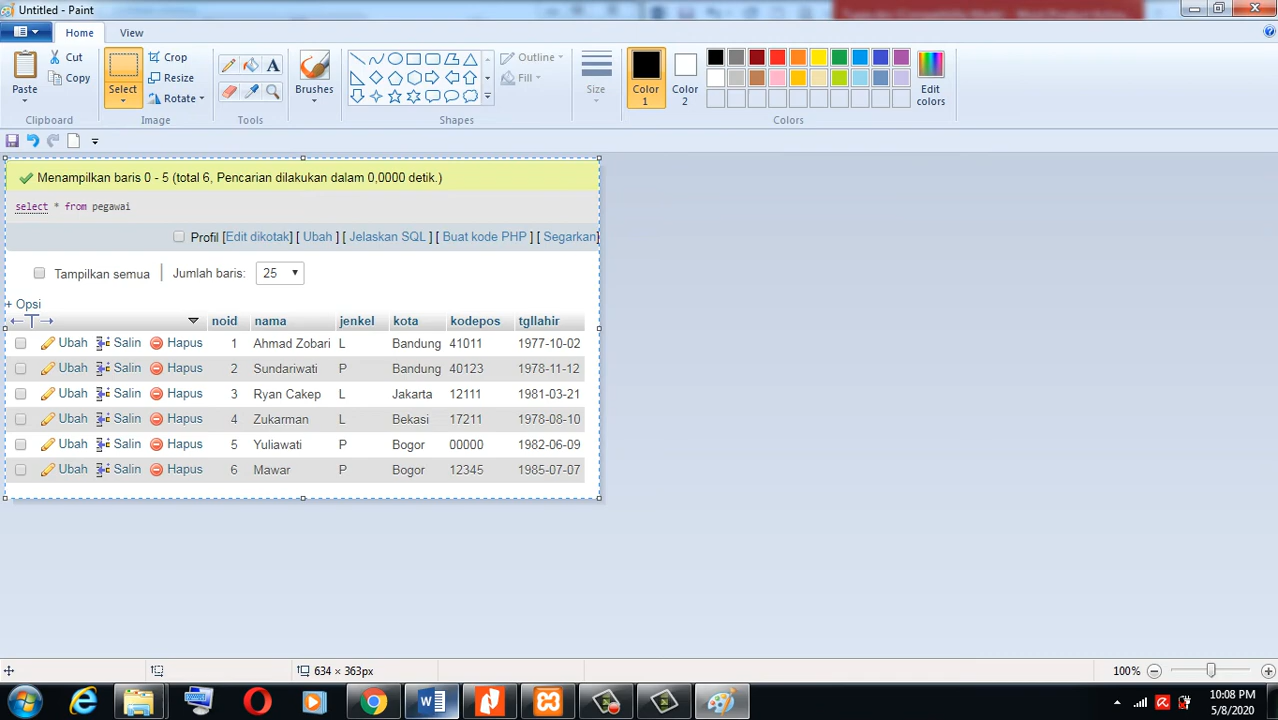 Untitled - Paint
Home View
Cut
Copy
Paste
Clipboard
Crop
Resize
Rotate
Select
Image
Tools
Brushes
Outline
Fill
Shapes
Size
Color 1
Color 2
Edit colors
Colors
Menampilkan baris 0 - 5 (total 6, Pencarian dilakukan dalam 0,0000 detik.)
select * from pegawai
Profil [Edit dikotak] [ Ubah ] [ Jelaskan SQL ] [ Buat kode PHP ] [ Segarkan]
Tampilkan semua | Jumlah baris: 25
+ Opsi
←T→ noid nama jenkel kota kodepos tgllahir
Ubah Salin Hapus 1 Ahmad Zobari L Bandung 41011 1977-10-02
Ubah Salin Hapus 2 Sundariwati P Bandung 40123 1978-11-12
Ubah Salin Hapus 3 Ryan Cakep L Jakarta 12111 1981-03-21
Ubah Salin Hapus 4 Zukarman L Bekasi 17211 1978-08-10
Ubah Salin Hapus 5 Yuliawati P Bogor 00000 1982-06-09
Ubah Salin Hapus 6 Mawar P Bogor 12345 1985-07-07
634 × 363px
100%
10:08 PM
5/8/2020